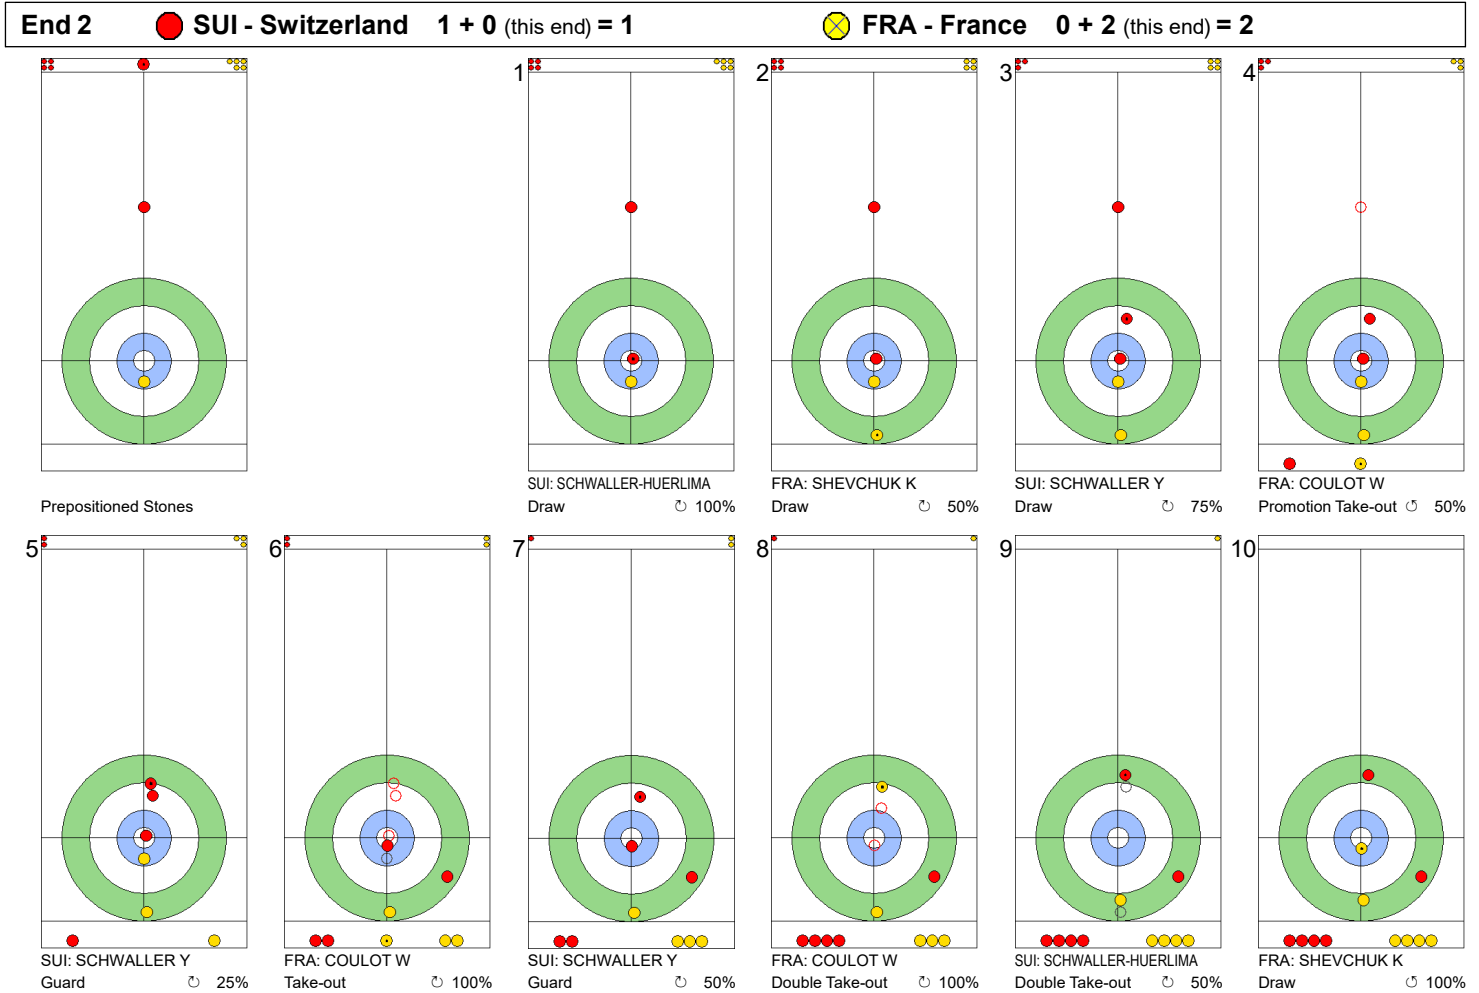 End 2 SUI - Switzerland 1 + 0 (this end) = 1 FRA - France 0 + 2 (this end) = 2
Prepositioned Stones
1
SUI: SCHWALLER-HUERLIMA
Draw ↻ 100%
2
FRA: SHEVCHUK K
Draw ↻ 50%
3
SUI: SCHWALLER Y
Draw ↻ 75%
4
FRA: COULOT W
Promotion Take-out ↺ 50%
5
SUI: SCHWALLER Y
Guard ↻ 25%
6
FRA: COULOT W
Take-out ↻ 100%
7
SUI: SCHWALLER Y
Guard ↻ 50%
8
FRA: COULOT W
Double Take-out ↻ 100%
9
SUI: SCHWALLER-HUERLIMA
Double Take-out ↻ 50%
10
FRA: SHEVCHUK K
Draw ↻ 100%